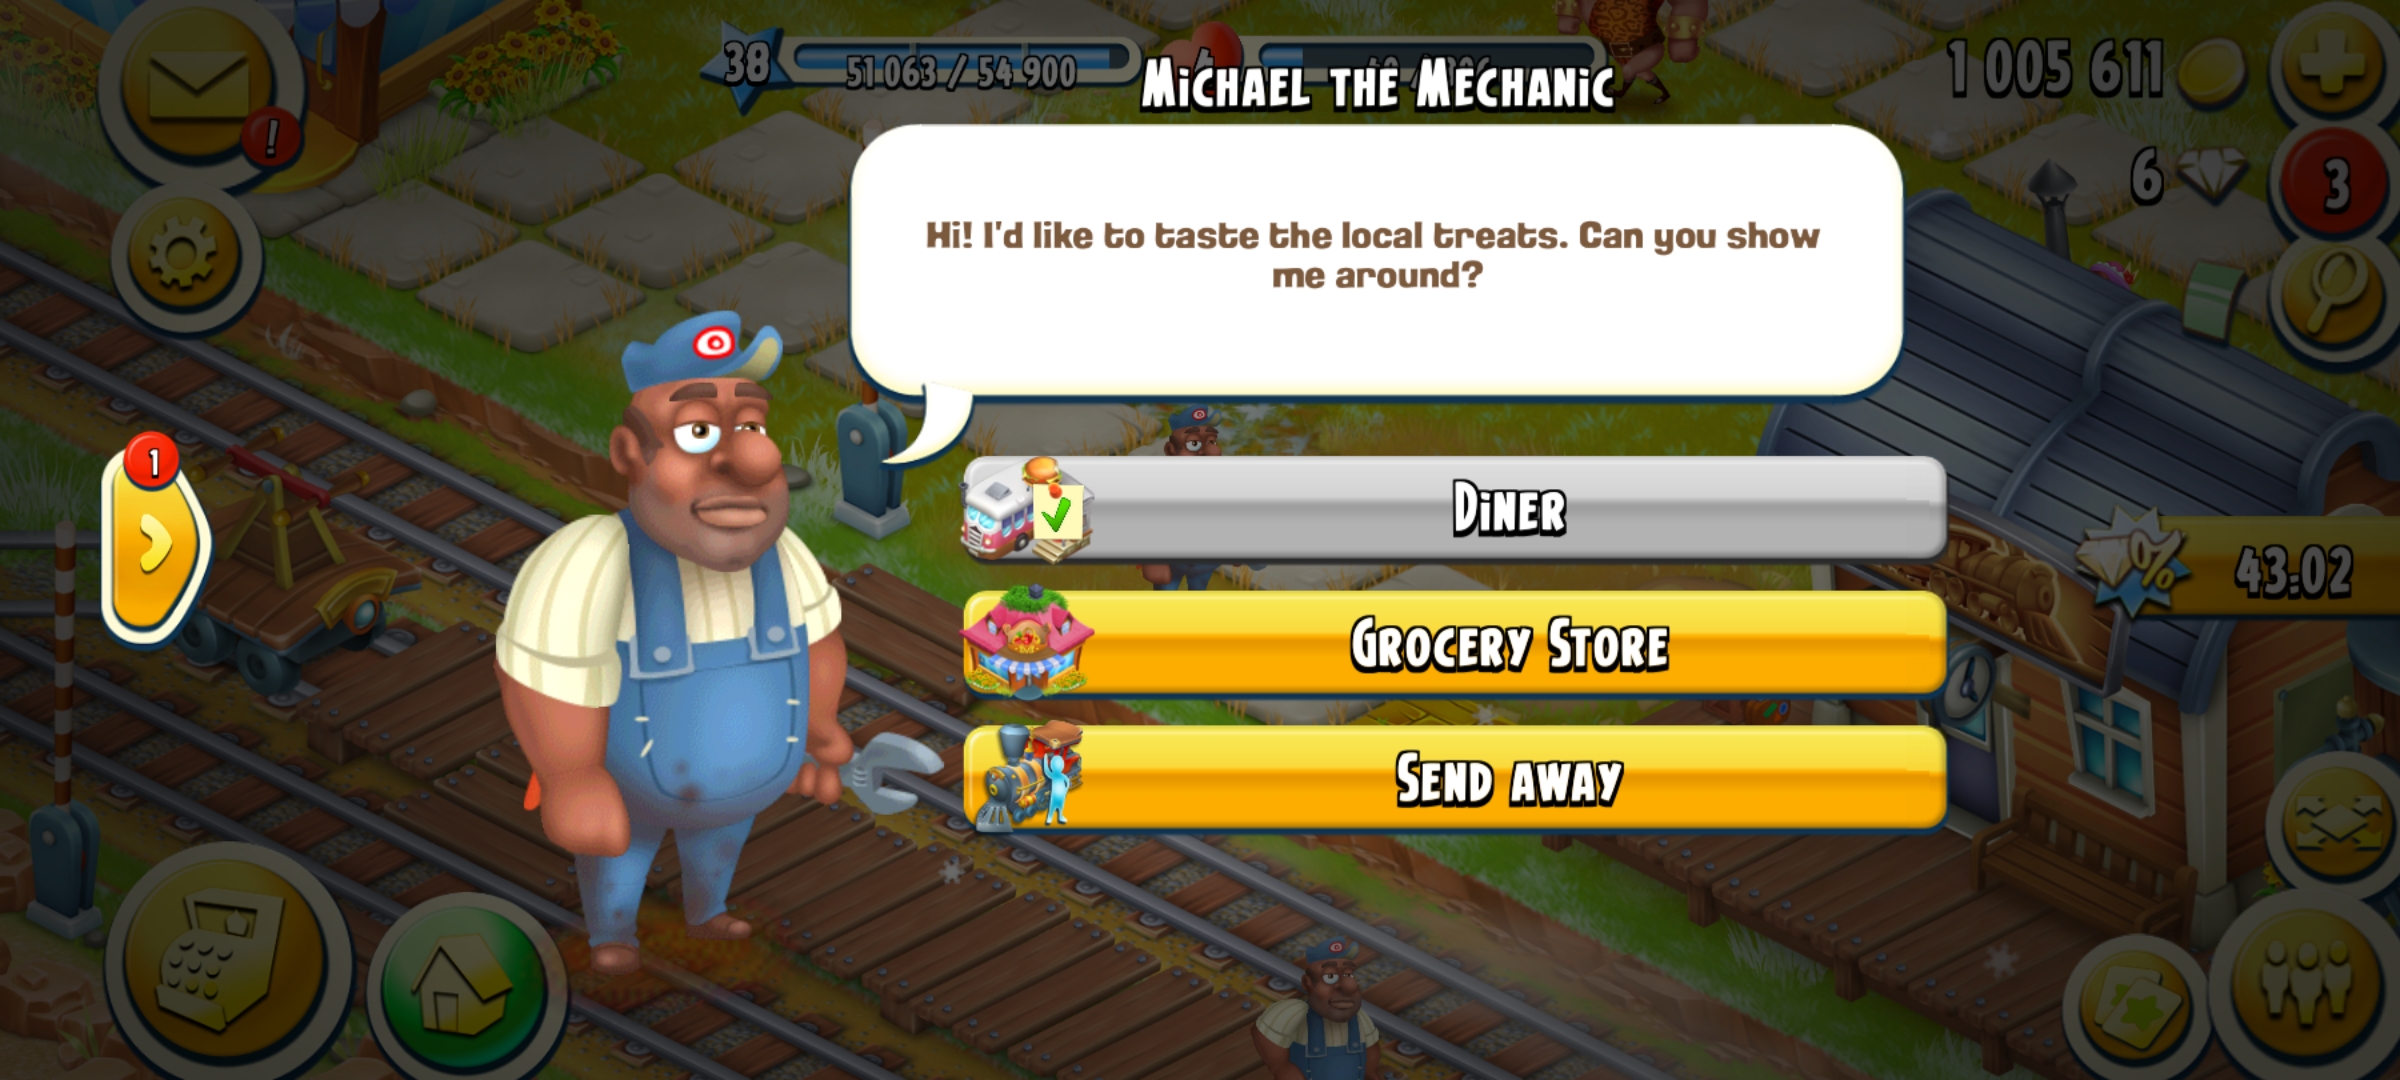 38
51 063 / 54 900
1 005 611
MiCHAEL THE MECHANiC
!
6
3
Hi! I'd like to taste the local treats. Can you show
me around?
1
DiNER
%
43:02
GROCERY STORE
SEND AWAY